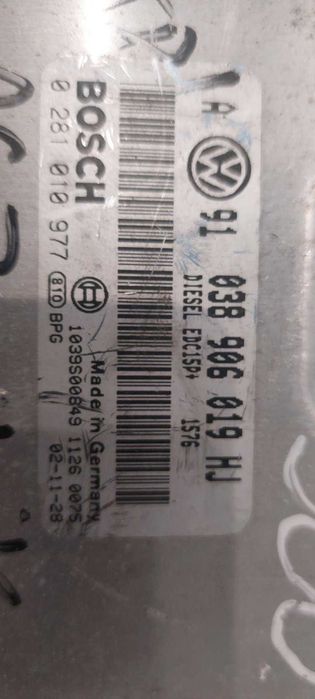 A
91 038 906 019 HJ
DIESEL EDC15P+ 1576
BOSCH Made in Germany
1039S00849 1126 0075
0 281 010 977 BPG 02-11-28